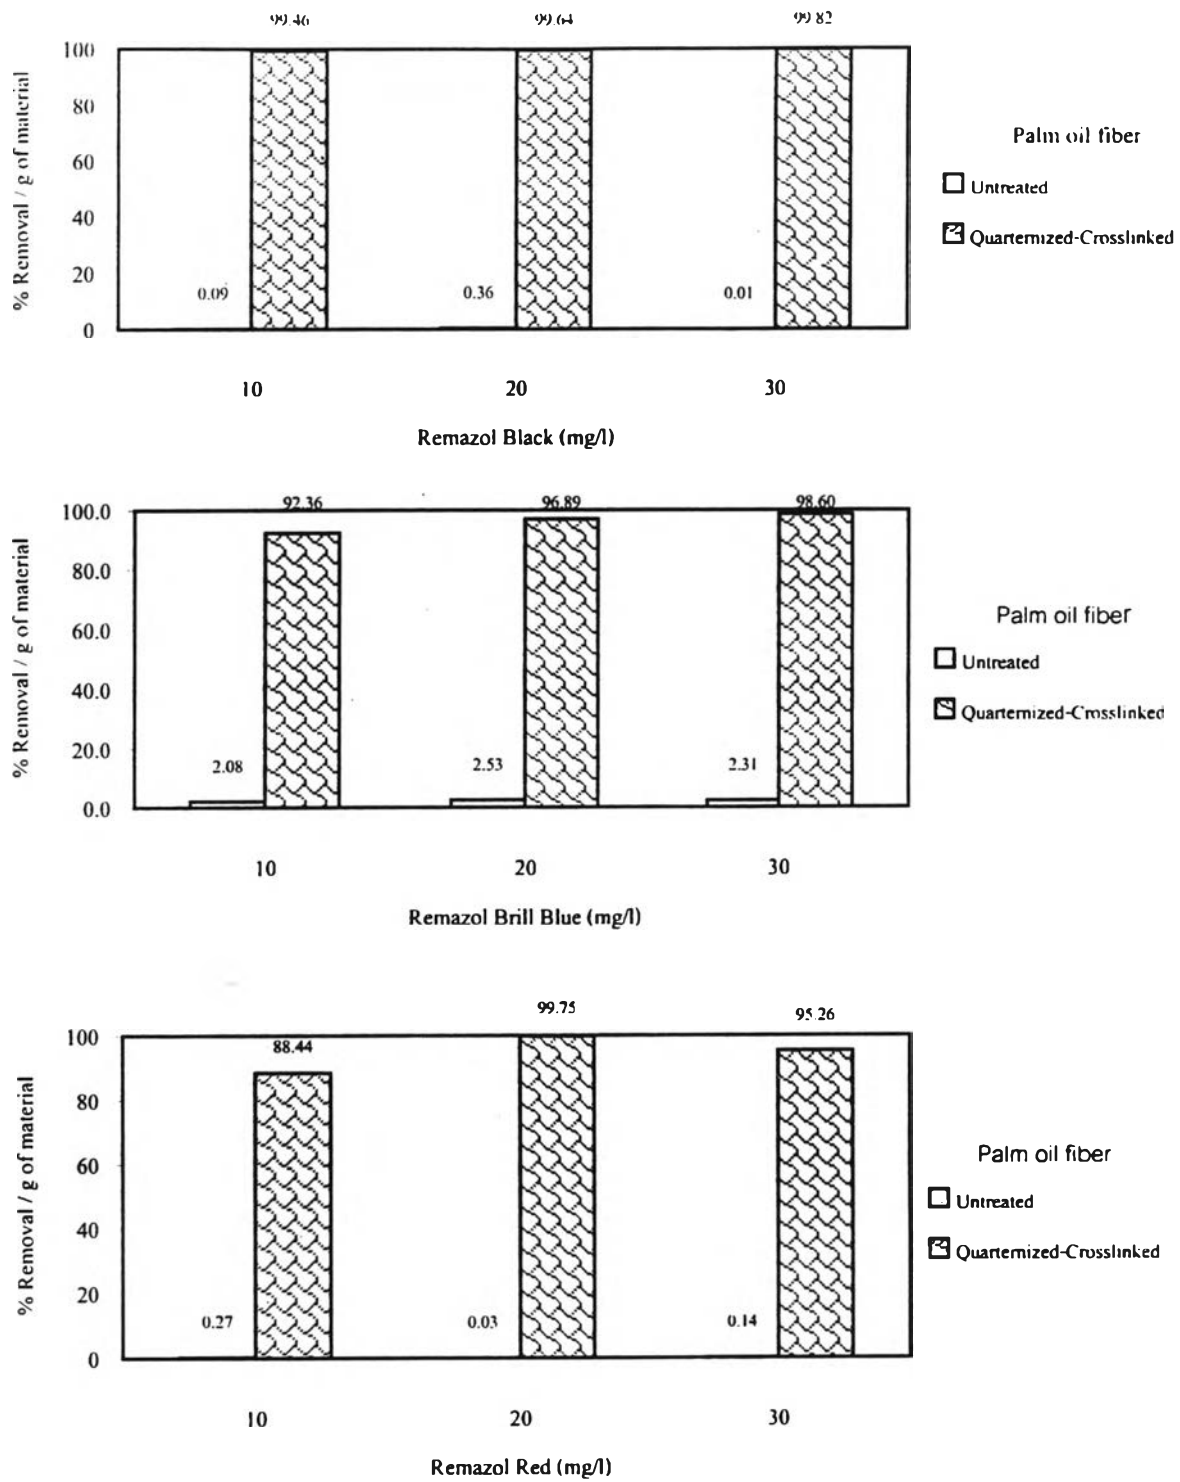 99.46 99.64 99.82
100
80
60
40
20
0
% Removal / g of material
0.09 0.36 0.01
10 20 30
Remazol Black (mg/l)
Palm oil fiber
Untreated
Quarternized-Crosslinked
92.36 96.89 98.60
100.0
80.0
60.0
40.0
20.0
0.0
% Removal / g of material
2.08 2.53 2.31
10 20 30
Remazol Brill Blue (mg/l)
Palm oil fiber
Untreated
Quarternized-Crosslinked
88.44 99.75 95.26
100
80
60
40
20
0
% Removal / g of material
0.27 0.03 0.14
10 20 30
Remazol Red (mg/l)
Palm oil fiber
Untreated
Quarternized-Crosslinked